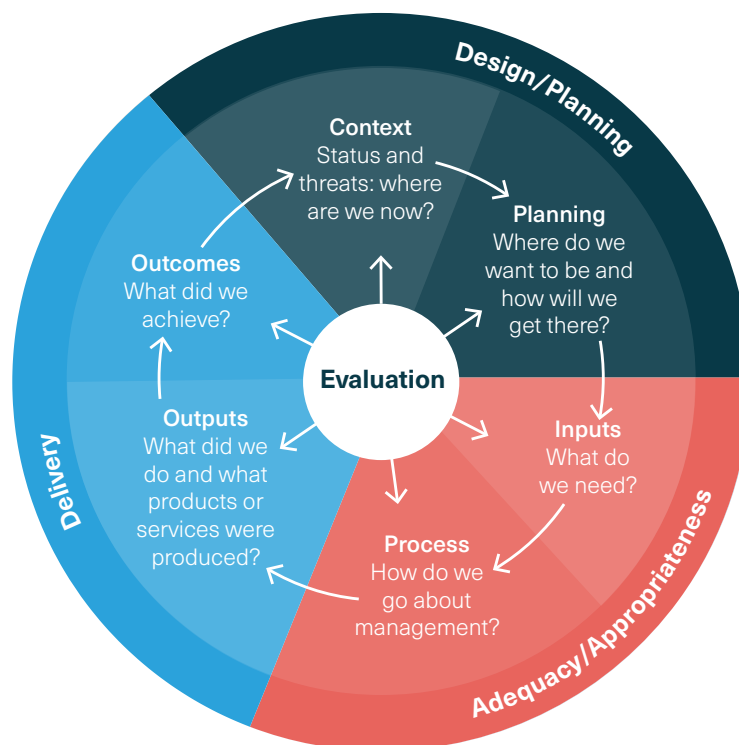 Design/Planning
Context
Status and
threats: where
are we now?
Planning
Where do we
want to be and
how will we
get there?
Outcomes
What did we
achieve?
Evaluation
Inputs
What do
we need?
Outputs
What did we
do and what
products or
services were
produced?
Process
How do we
go about
management?
Delivery
Adequacy/Appropriateness